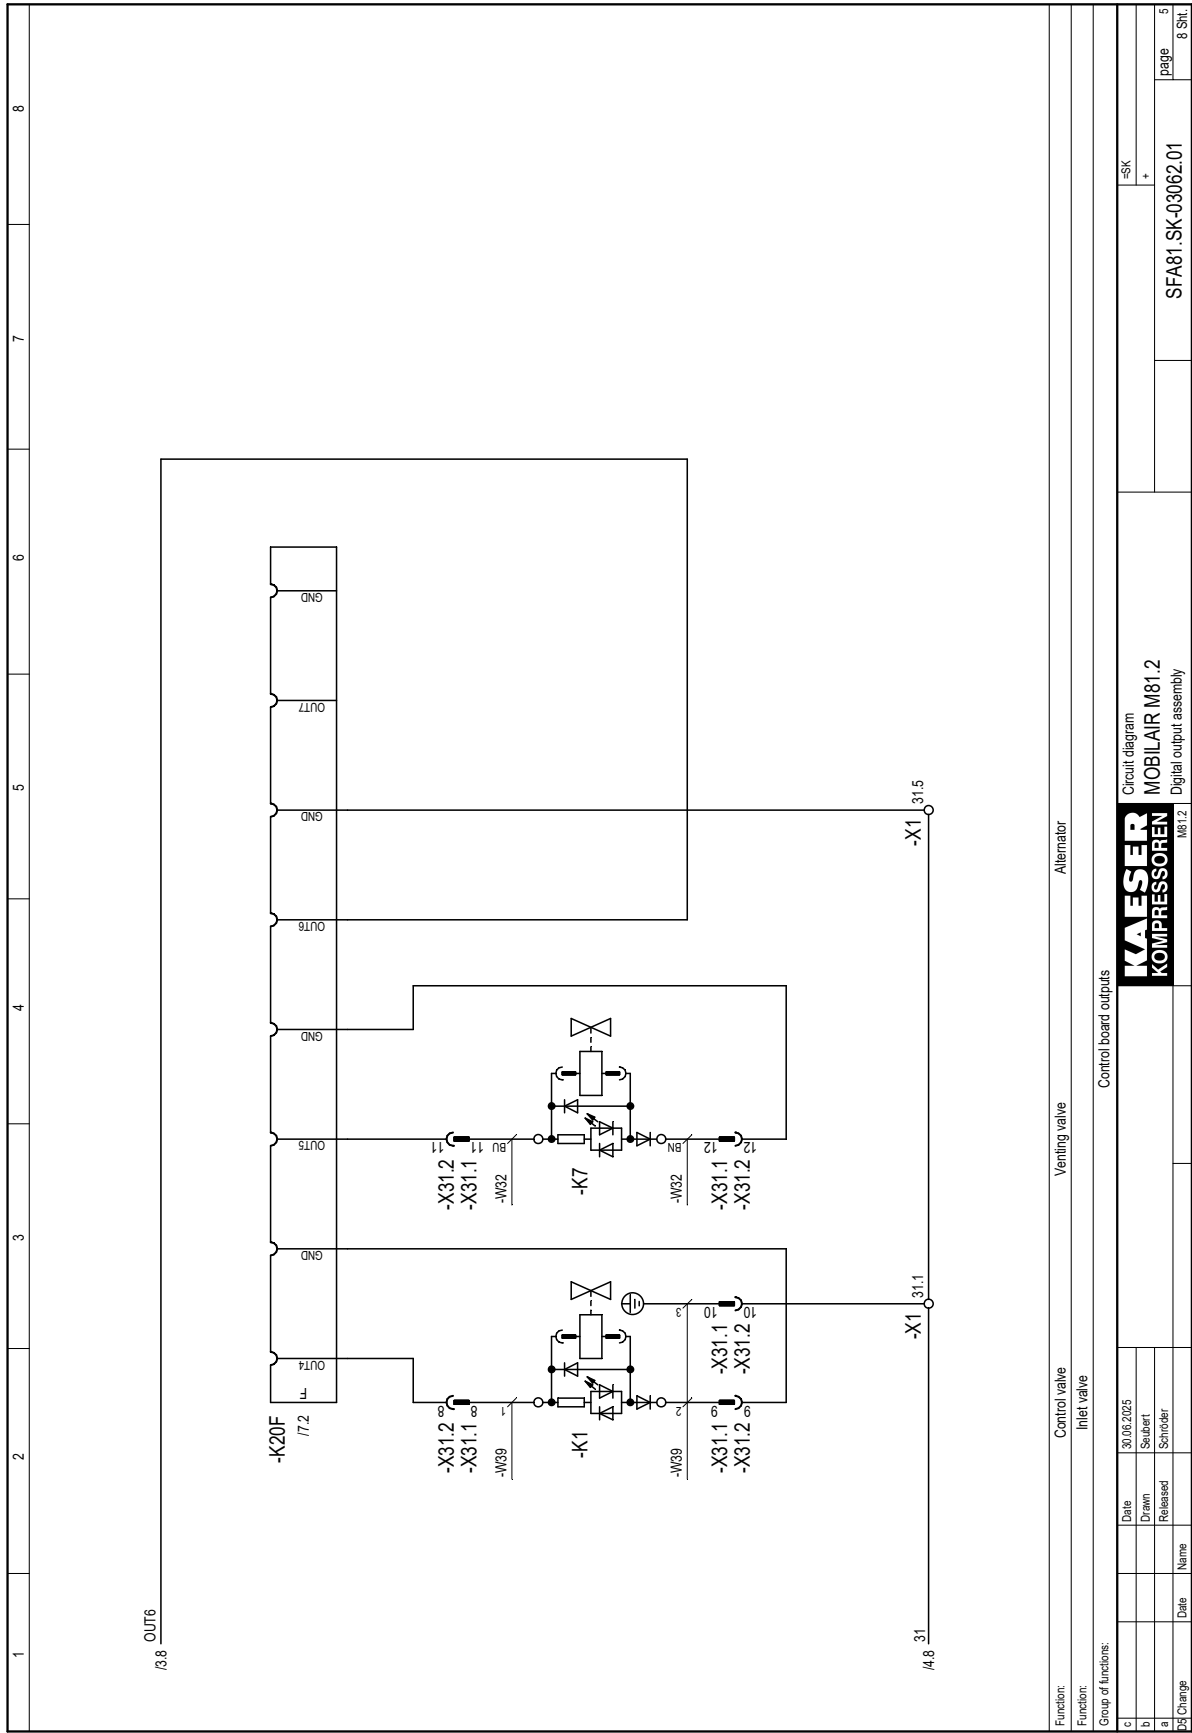 1 2 3 4 5 6 7 8
/3.8 OUT6
-K20F
/7.2
F
OUT4 GND OUT5 GND OUT6 GND OUT7 GND
-X31.2 8
-X31.1 8
-W39 1
-K1
-W39 2 3
-X31.1 9
-X31.2 9
-X31.1 10
-X31.2 10
-X31.2 11
-X31.1 11
-W32 BU
-K7
-W32 BN
-X31.1 12
-X31.2 12
/4.8 31
-X1 31.1
-X1 31.5
Function: Control valve Venting valve Alternator
Function: Inlet valve
Group of functions: Control board outputs
c Date 30.06.2025
b Drawn Seubert
a Released Schröder
D5 Change Date Name
KAESER
KOMPRESSOREN
M81.2
Circuit diagram
MOBILAIR M81.2
Digital output assembly
=SK
+
SFA81.SK-03062.01
page 5
8 Sht.